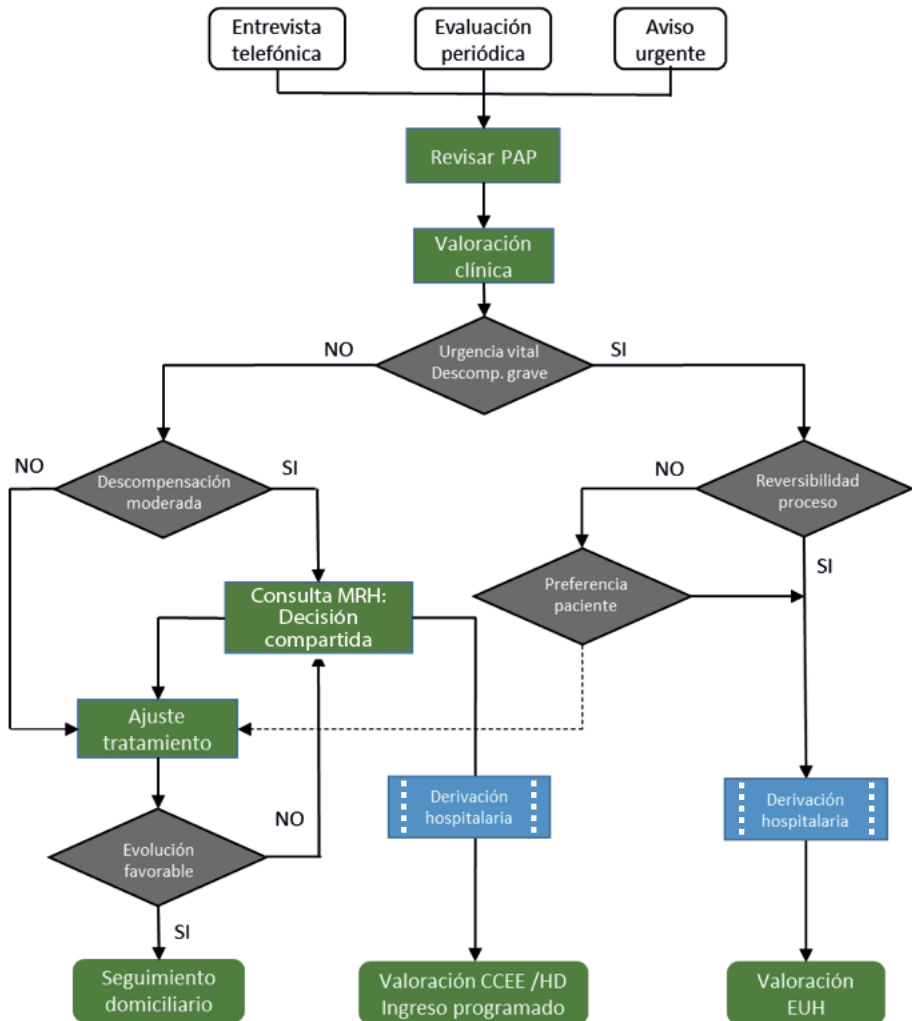 Entrevista
telefónica
Evaluación
periódica
Aviso
urgente
Revisar PAP
Valoración
clínica
NO
Urgencia vital
Descomp. grave
SI
NO
Descompensación
moderada
SI
NO
Reversibilidad
proceso
SI
Preferencia
paciente
Consulta MRH:
Decisión
compartida
Ajuste
tratamiento
Derivación
hospitalaria
Derivación
hospitalaria
NO
Evolución
favorable
SI
Seguimiento
domiciliario
Valoración CCEE /HD
Ingreso programado
Valoración
EUH